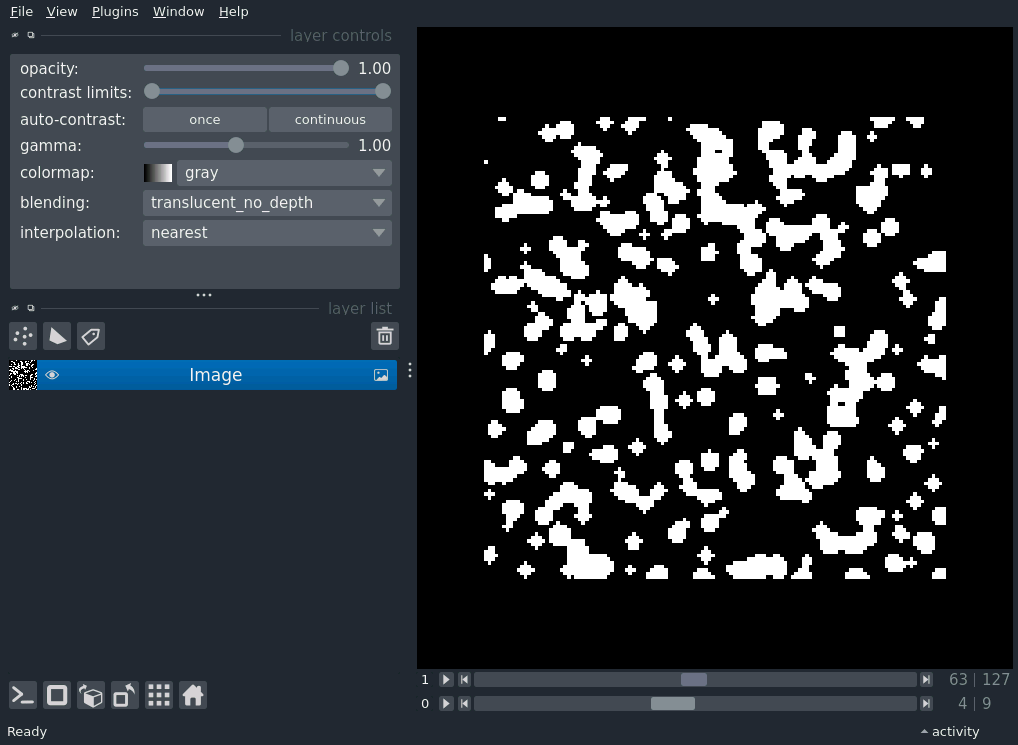 File View Plugins Window Help
layer controls
opacity: 1.00
contrast limits:
auto-contrast: once continuous
gamma: 1.00
colormap: gray
blending: translucent_no_depth
interpolation: nearest
layer list
Image
1 63 | 127
0 4 | 9
Ready activity